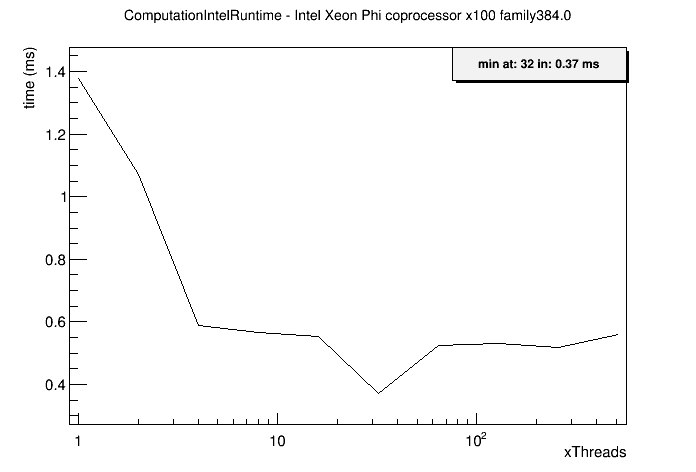 ComputationIntelRuntime - Intel Xeon Phi coprocessor x100 family384.0
min at: 32 in: 0.37 ms
time (ms)
1.4
1.2
1
0.8
0.6
0.4
1
10
10²
xThreads